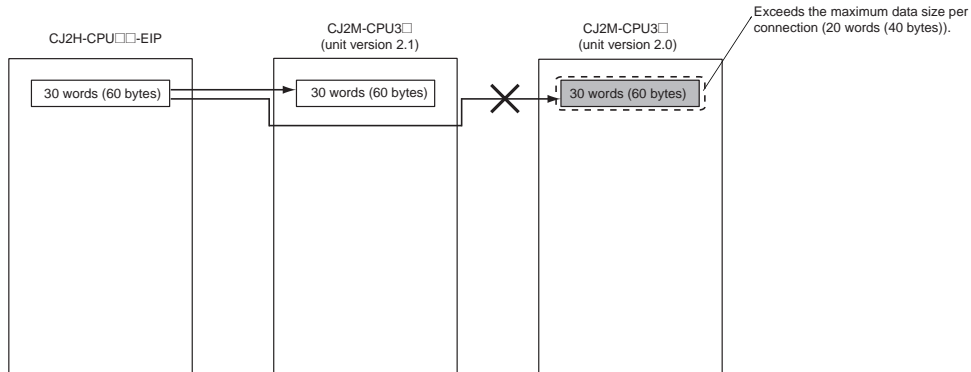 Exceeds the maximum data size per
connection (20 words (40 bytes)).
CJ2H-CPU□□-EIP
CJ2M-CPU3□
(unit version 2.1)
CJ2M-CPU3□
(unit version 2.0)
30 words (60 bytes)
30 words (60 bytes)
30 words (60 bytes)